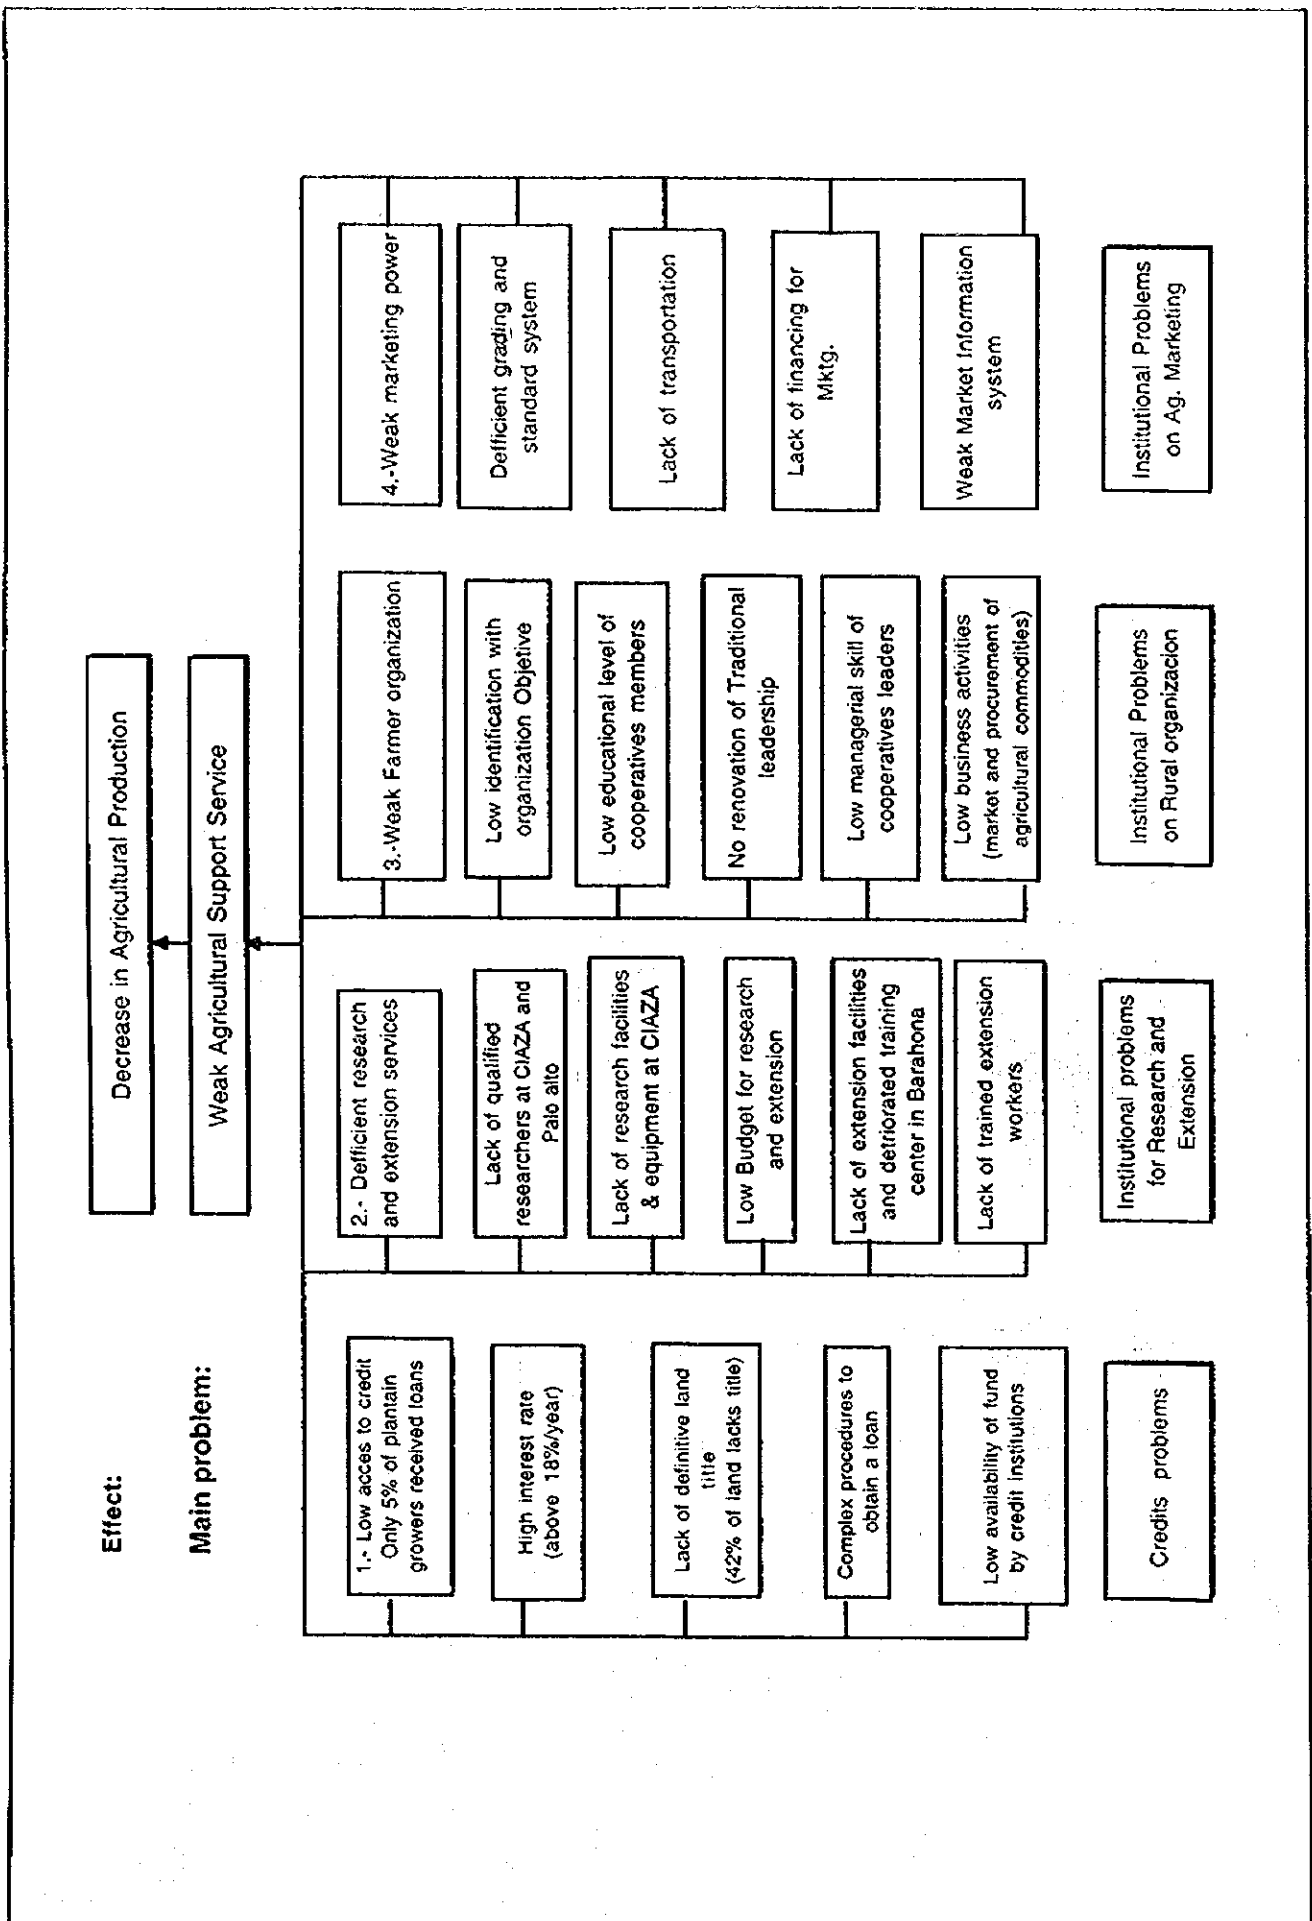 Effect:
Decrease in Agricultural Production
Main problem:
Weak Agricultural Support Service
1.- Low acces to credit
Only 5% of plantain
growers received loans
High interest rate
(above 18%/year)
Lack of definitive land
title
(42% of land lacks title)
Complex procedures to
obtain a loan
Low availability of fund
by credit institutions
Credits problems
2.- Defficient research
and extension services
Lack of qualified
researchers at CIAZA and
Palo alto
Lack of research facilities
& equipment at CIAZA
Low Budget for research
and extension
Lack of extension facilities
and detriorated training
center in Barahona
Lack of trained extension
workers
Institutional problems
for Research and
Extension
3.-Weak Farmer organization
Low identification with
organization Objetive
Low educational level of
cooperatives members
No renovation of Traditional
leadership
Low managerial skill of
cooperatives leaders
Low business activities
(market and procurement of
agricultural commodities)
Institutional Problems
on Rural organizacion
4.-Weak marketing power
Defficient grading and
standard system
Lack of transportation
Lack of financing for
Mktg.
Weak Market Information
system
Institutional Problems
on Ag. Marketing